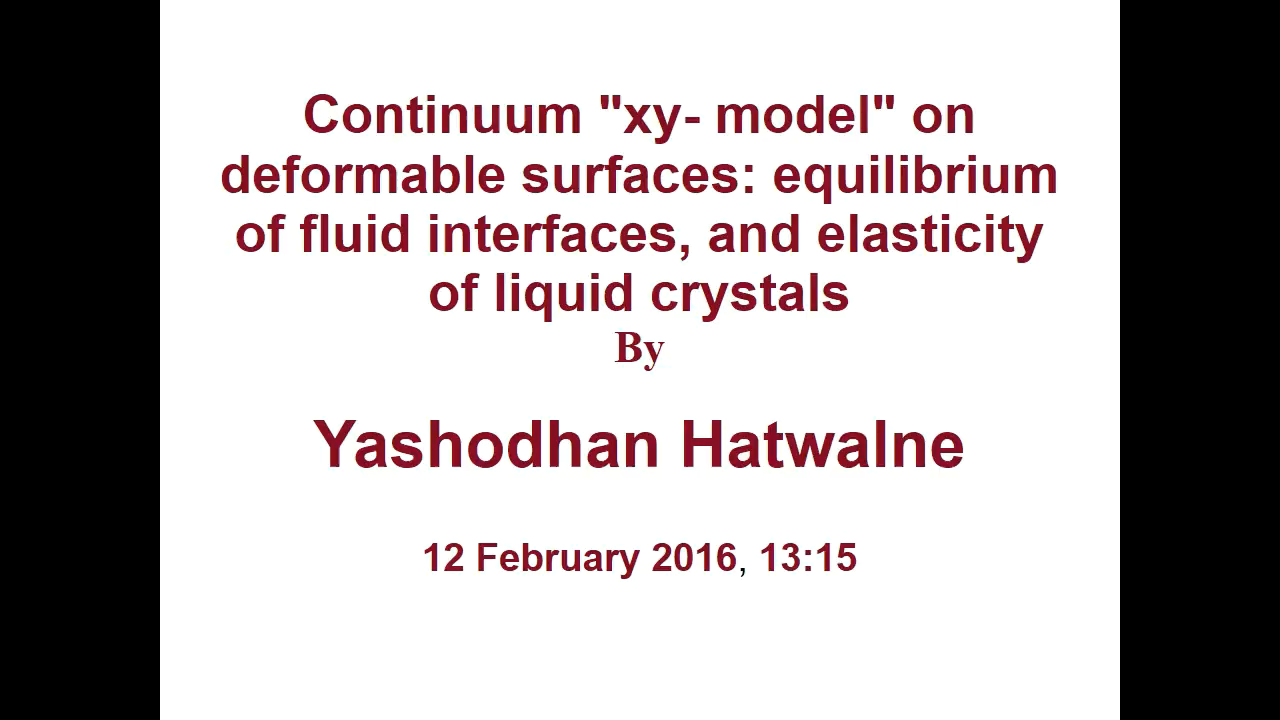 Continuum "xy- model" on
deformable surfaces: equilibrium
of fluid interfaces, and elasticity
of liquid crystals
By
Yashodhan Hatwalne
12 February 2016, 13:15